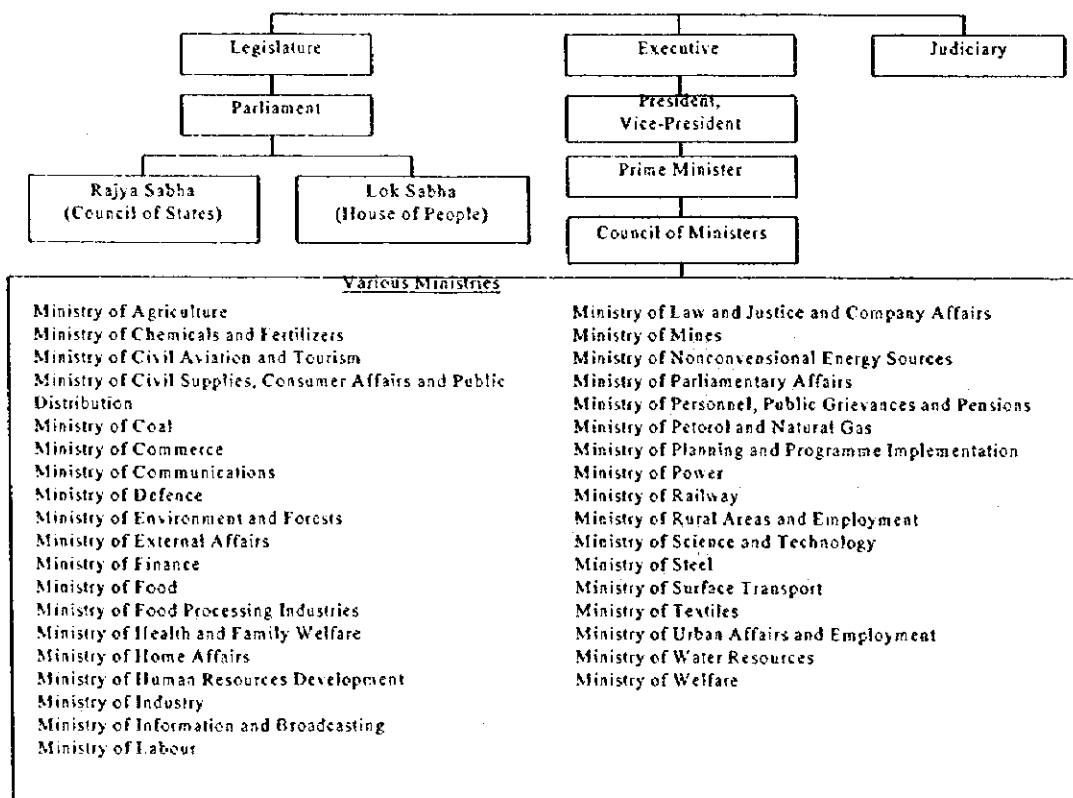 Legislature
Executive
Judiciary
Parliament
President,
Vice-President
Rajya Sabha
(Council of States)
Lok Sabha
(House of People)
Prime Minister
Council of Ministers
Various Ministries
Ministry of Agriculture
Ministry of Chemicals and Fertilizers
Ministry of Civil Aviation and Tourism
Ministry of Civil Supplies, Consumer Affairs and Public
Distribution
Ministry of Coal
Ministry of Commerce
Ministry of Communications
Ministry of Defence
Ministry of Environment and Forests
Ministry of External Affairs
Ministry of Finance
Ministry of Food
Ministry of Food Processing Industries
Ministry of Health and Family Welfare
Ministry of Home Affairs
Ministry of Human Resources Development
Ministry of Industry
Ministry of Information and Broadcasting
Ministry of Labour
Ministry of Law and Justice and Company Affairs
Ministry of Mines
Ministry of Nonconvensional Energy Sources
Ministry of Parliamentary Affairs
Ministry of Personnel, Public Grievances and Pensions
Ministry of Petorol and Natural Gas
Ministry of Planning and Programme Implementation
Ministry of Power
Ministry of Railway
Ministry of Rural Areas and Employment
Ministry of Science and Technology
Ministry of Steel
Ministry of Surface Transport
Ministry of Textiles
Ministry of Urban Affairs and Employment
Ministry of Water Resources
Ministry of Welfare